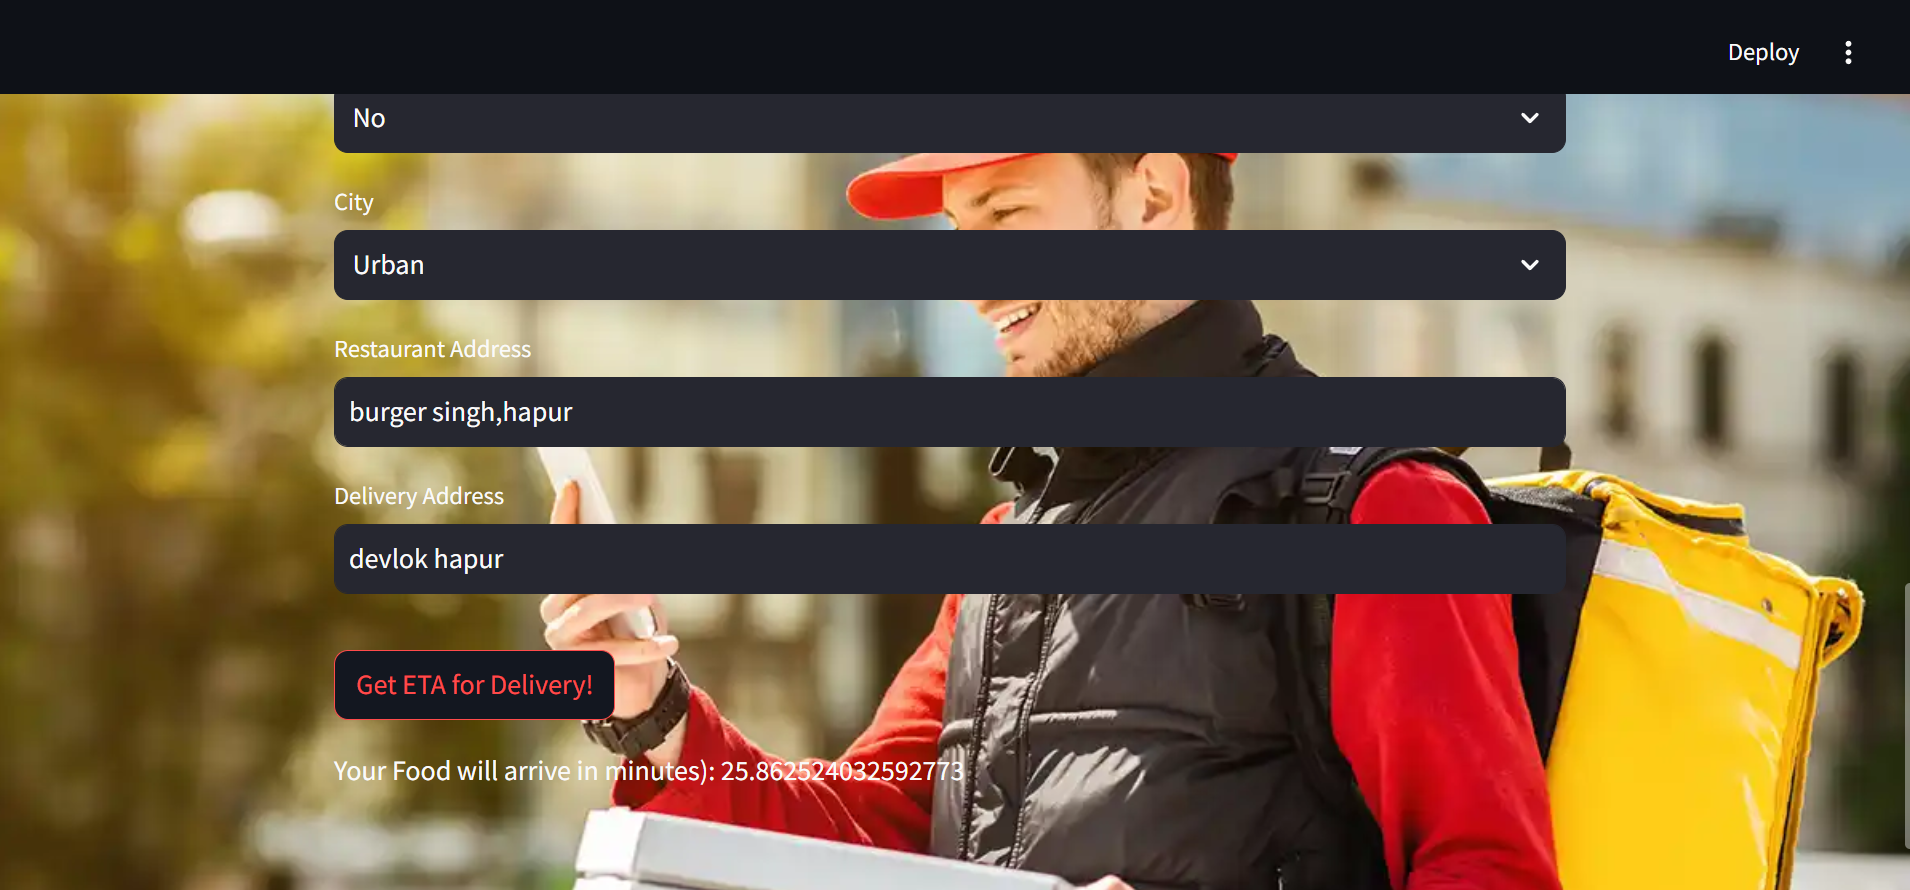 Deploy
No
City
Urban
Restaurant Address
burger singh,hapur
Delivery Address
devlok hapur
Get ETA for Delivery!
Your Food will arrive in minutes): 25.862524032592773